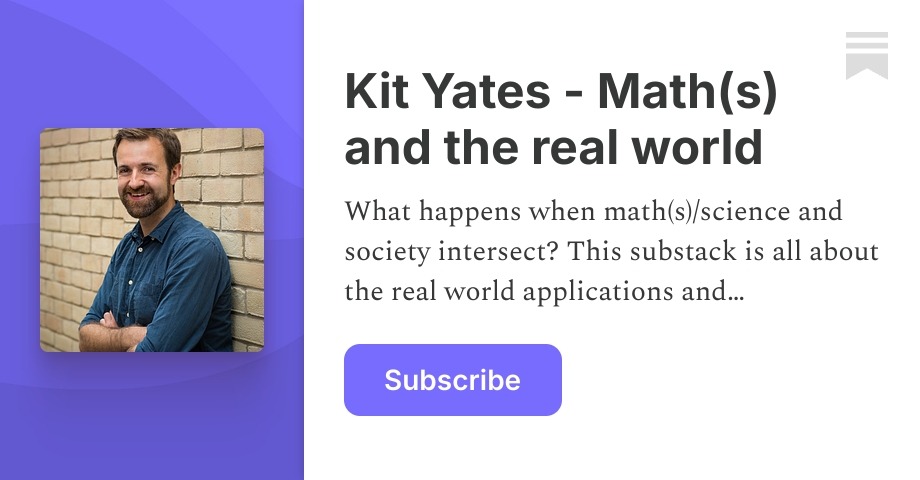 Kit Yates - Math(s)
and the real world
What happens when math(s)/science and
society intersect? This substack is all about
the real world applications and...
Subscribe